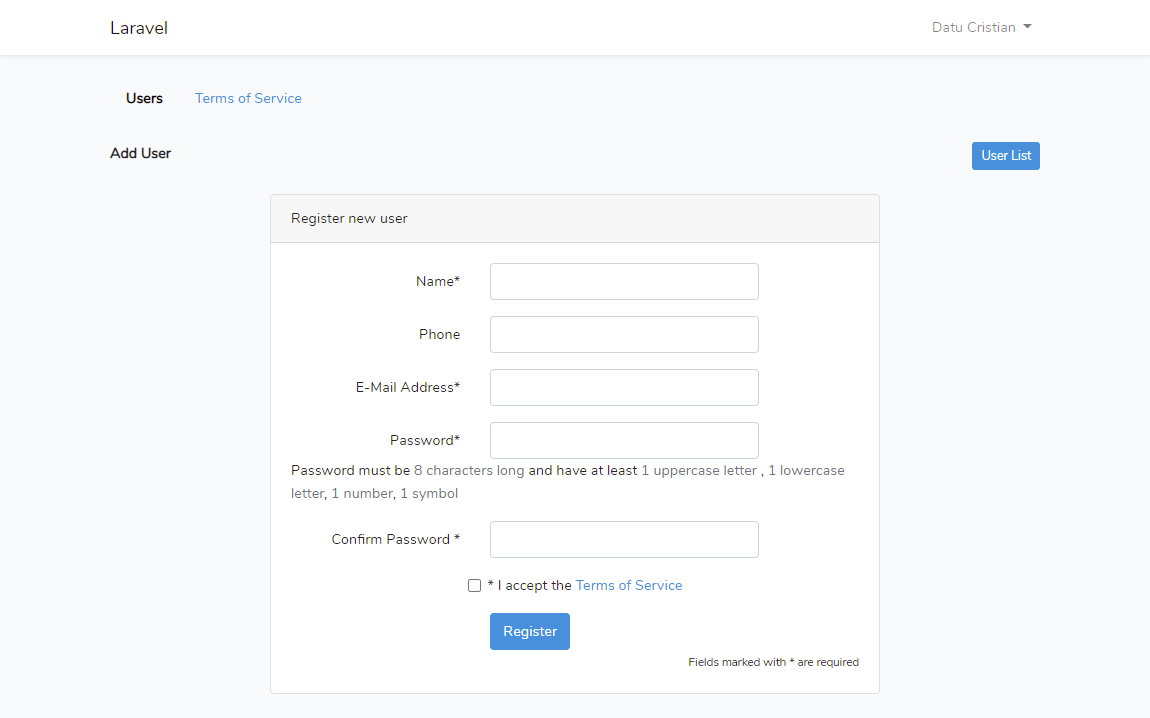 Laravel
Datu Cristian
Users
Terms of Service
Add User
User List
Register new user
Name*
Phone
E-Mail Address*
Password*
Password must be 8 characters long and have at least 1 uppercase letter , 1 lowercase
letter, 1 number, 1 symbol
Confirm Password *
* I accept the Terms of Service
Register
Fields marked with * are required